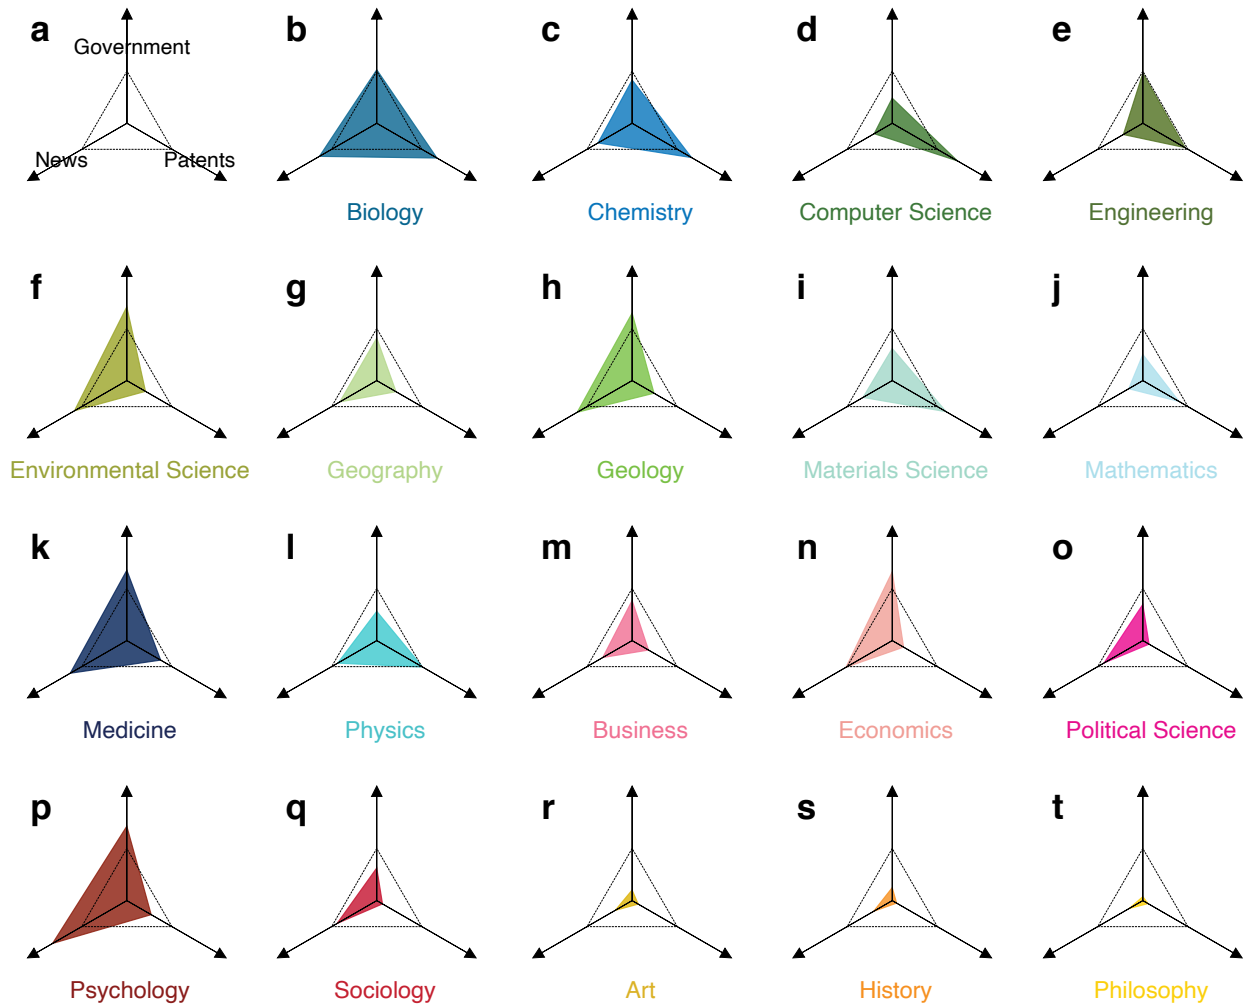 a
Government
News
Patents
b
Biology
c
Chemistry
d
Computer Science
e
Engineering
f
Environmental Science
g
Geography
h
Geology
i
Materials Science
j
Mathematics
k
Medicine
l
Physics
m
Business
n
Economics
o
Political Science
p
Psychology
q
Sociology
r
Art
s
History
t
Philosophy